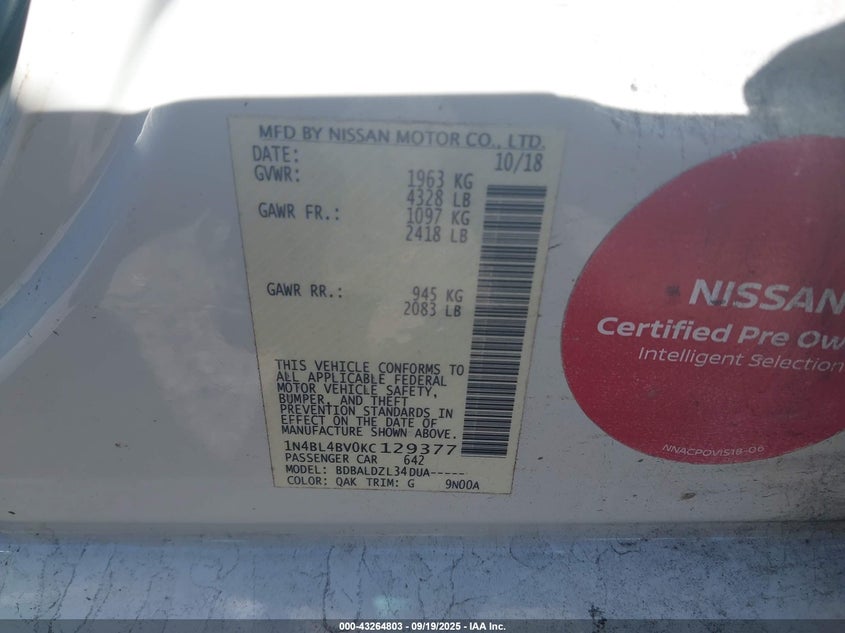 MFD BY NISSAN MOTOR CO., LTD.
DATE: 10/18
GVWR: 1963 KG
4328 LB
GAWR FR.: 1097 KG
2418 LB
GAWR RR.: 945 KG
2083 LB
THIS VEHICLE CONFORMS TO
ALL APPLICABLE FEDERAL
MOTOR VEHICLE SAFETY,
BUMPER, AND THEFT
PREVENTION STANDARDS IN
EFFECT ON THE DATE OF
MANUFACTURE SHOWN ABOVE.
1N4BL4BV0KC129377
PASSENGER CAR 642
MODEL: BDBALDZL34DUA-----
COLOR: QAK TRIM: G 9N00A
NISSAN
Certified Pre Ow
Intelligent Selection
NNACPOVIS18-06
000-43264803 - 09/19/2025 - IAA Inc.